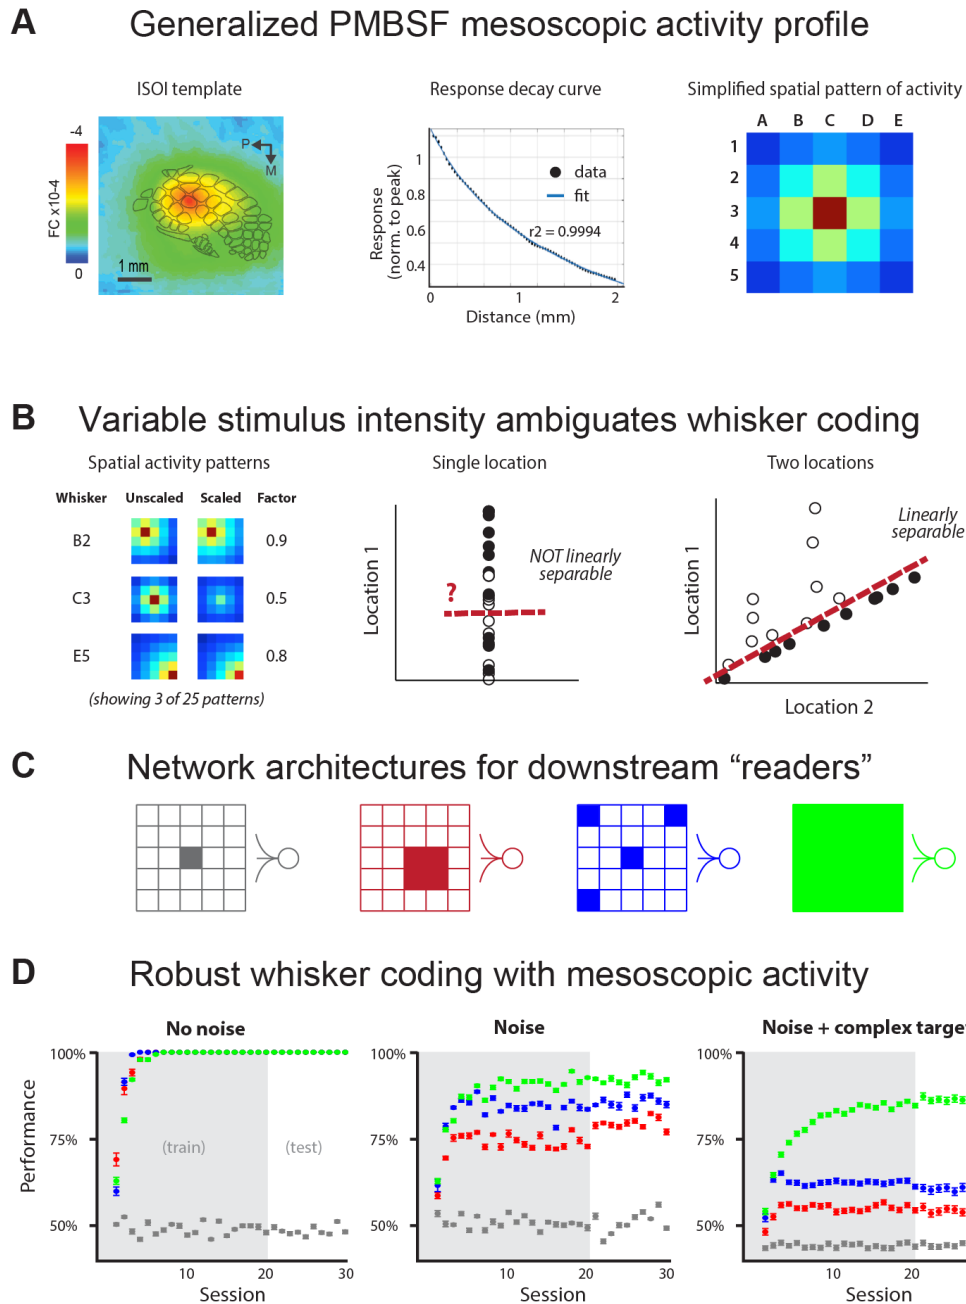 A Generalized PMBSF mesoscopic activity profile
ISOI template
Response decay curve
Simplified spatial pattern of activity
-4
FC x10-4
0
P
M
1 mm
Response
(norm. to peak)
1
0.8
0.6
0.4
data
fit
r2 = 0.9994
0 1 2
Distance (mm)
A B C D E
1
2
3
4
5
B Variable stimulus intensity ambiguates whisker coding
Spatial activity patterns
Single location
Two locations
Whisker Unscaled Scaled Factor
B2 0.9
C3 0.5
E5 0.8
(showing 3 of 25 patterns)
Location 1
?
NOT linearly
separable
Location 1
Linearly
separable
Location 2
C Network architectures for downstream “readers”
D Robust whisker coding with mesoscopic activity
No noise
Noise
Noise + complex targe
Performance
100%
75%
50%
(train) (test)
10 20 30
Session
100%
75%
50%
10 20 30
Session
100%
75%
50%
10 20
Session